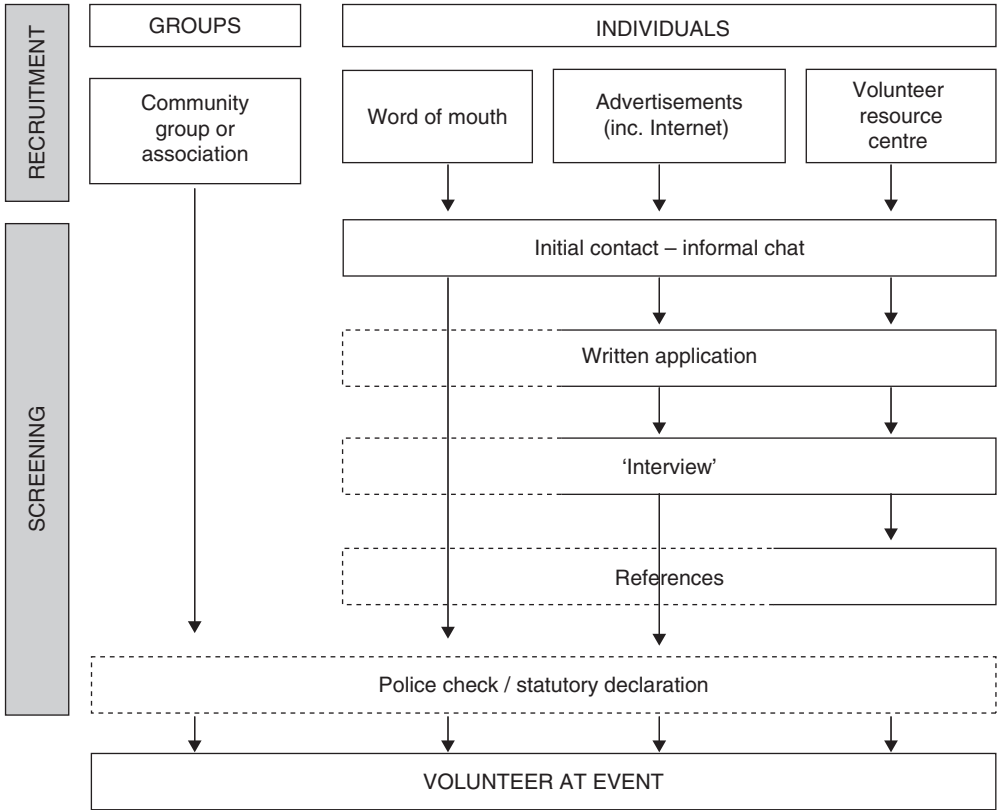 RECRUITMENT
GROUPS
INDIVIDUALS
Community
group or
association
Word of mouth
Advertisements
(inc. Internet)
Volunteer
resource
centre
SCREENING
Initial contact – informal chat
Written application
‘Interview’
References
Police check / statutory declaration
VOLUNTEER AT EVENT